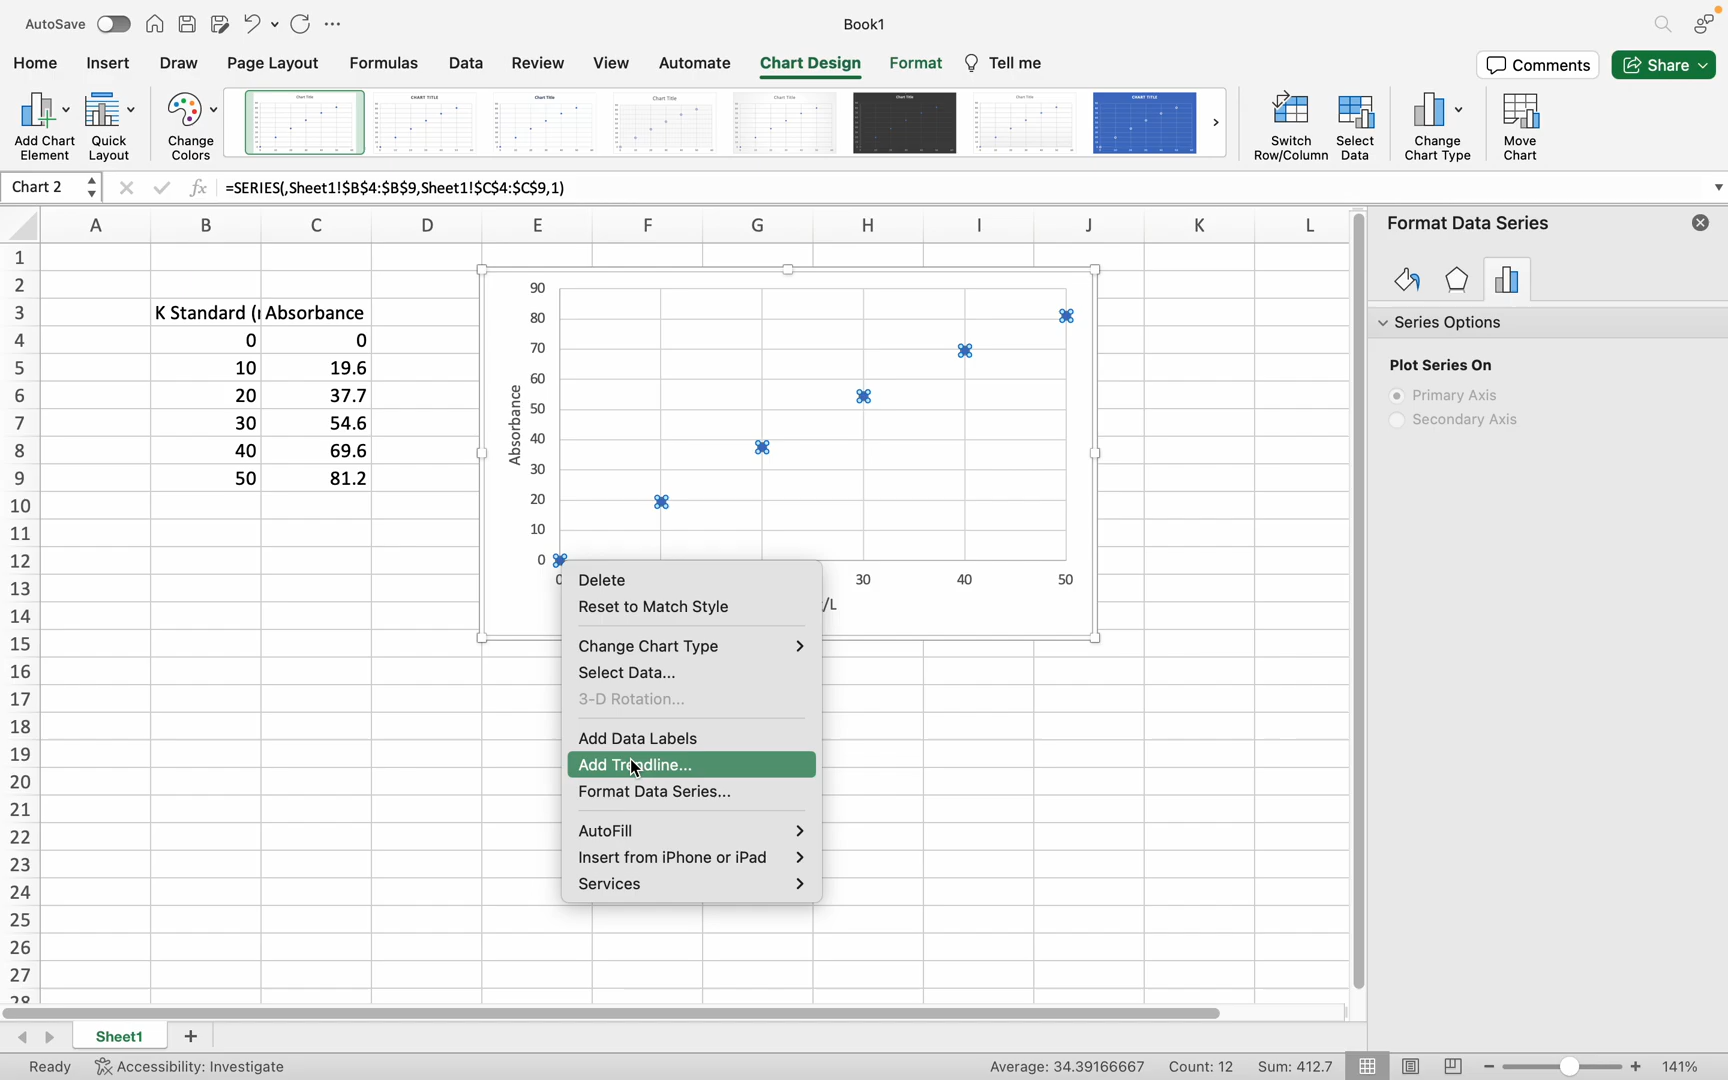 AutoSave
Book1
Home Insert Draw Page Layout Formulas Data Review View Automate Chart Design Format Tell me
Comments Share
Add Chart Element
Quick Layout
Change Colors
Switch Row/Column
Select Data
Change Chart Type
Move Chart
Chart 2 fx =SERIES(,Sheet1!$B$4:$B$9,Sheet1!$C$4:$C$9,1)
Format Data Series
A B C D E F G H I J K L
1
2
3 K Standard ( Absorbance
4 0 0
5 10 19.6
6 20 37.7
7 30 54.6
8 40 69.6
9 50 81.2
10
11
12
13
14
15
16
17
18
19
20
21
22
23
24
25
26
27
28
90
80
70
60
50
40
30
20
10
0
Absorbance
0 30 40 50
/L
Delete
Reset to Match Style
Change Chart Type
Select Data...
3-D Rotation...
Add Data Labels
Add Trendline...
Format Data Series...
AutoFill
Insert from iPhone or iPad
Services
Series Options
Plot Series On
Primary Axis
Secondary Axis
Sheet1
Ready Accessibility: Investigate Average: 34.39166667 Count: 12 Sum: 412.7 141%